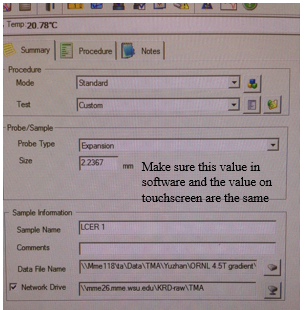 Temp: 20.78°C
Summary Procedure Notes
Procedure
Mode Standard
Test Custom
Probe/Sample
Probe Type Expansion
Size 2.2367 mm
Make sure this value in
software and the value on
touchscreen are the same
Sample Information
Sample Name LCER 1
Comments
Data File Name \\Mme118\ta\Data\TMA\Yuzhan\ORNL 4.5T gradient\
Network Drive \\mme26.mme.wsu.edu\KRD-raw\TMA